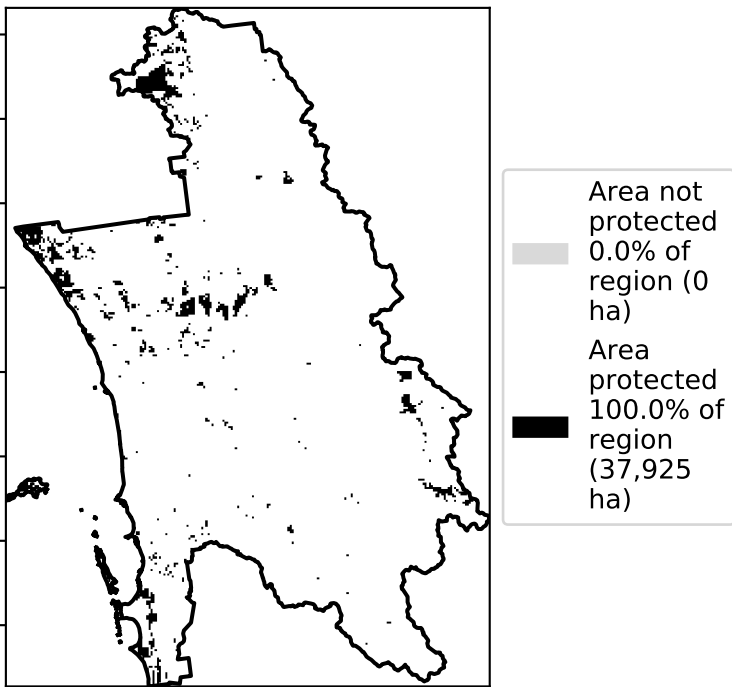 Area not
protected
0.0% of
region (0
ha)
Area
protected
100.0% of
region
(37,925
ha)